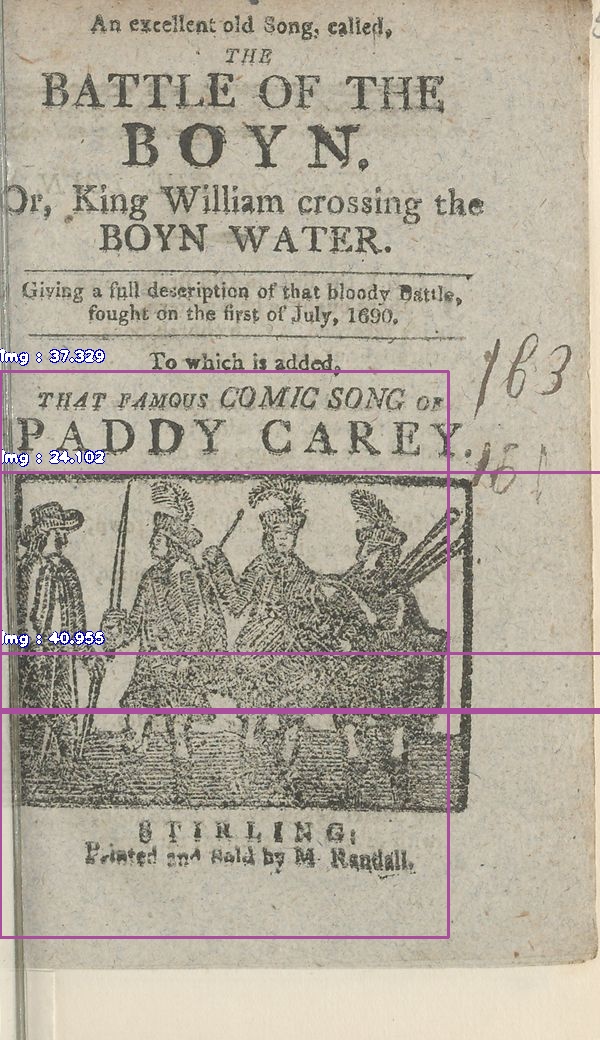 An excellent old Song, called,
THE
BATTLE OF THE
BOYN.
Or, King William crossing the
BOYN WATER.
Giving a full description of that bloody Battle,
fought on the first of July, 1690.
To which is added,
THAT FAMOUS COMIC SONG OF
PADDY CAREY.
163
161
img : 37.329
img : 24.102
img : 40.955
STIRLING:
Printed and Sold by M Randall.